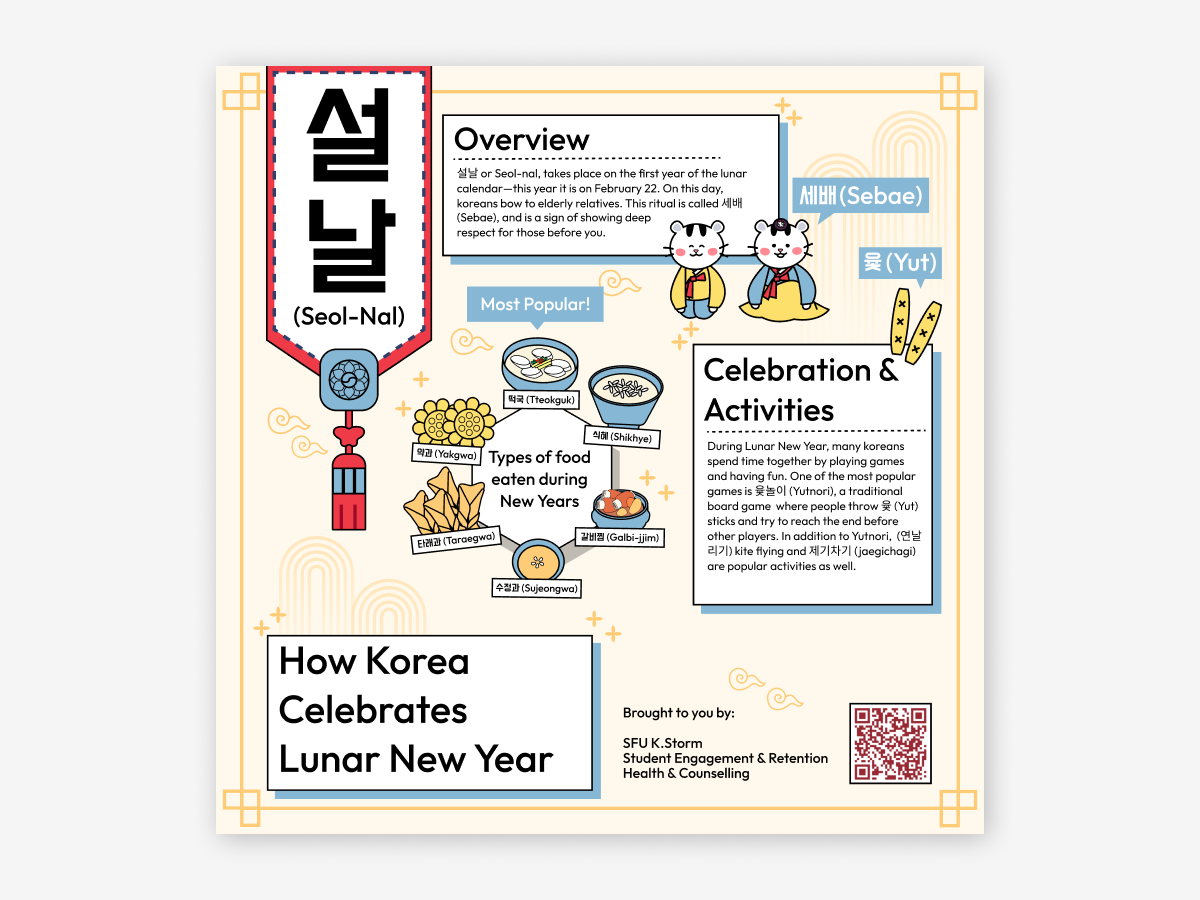 설
날
(Seol-Nal)
Overview
설날 or Seol-nal, takes place on the first year of the lunar
calendar—this year it is on February 22. On this day,
koreans bow to elderly relatives. This ritual is called 세배
(Sebae), and is a sign of showing deep
respect for those before you.
세배 (Sebae)
윷 (Yut)
Most Popular!
떡국 (Tteokguk)
식혜 (Shikhye)
약과 (Yakgwa)
Types of food
eaten during
New Years
타래과 (Taraegwa)
갈비찜 (Galbi-jjim)
수정과 (Sujeongwa)
Celebration &
Activities
During Lunar New Year, many koreans
spend time together by playing games
and having fun. One of the most popular
games is 윷놀이 (Yutnori), a traditional
board game where people throw 윷 (Yut)
sticks and try to reach the end before
other players. In addition to Yutnori, (연날
리기) kite flying and 제기차기 (jaegichagi)
are popular activities as well.
How Korea
Celebrates
Lunar New Year
Brought to you by:
SFU K.Storm
Student Engagement & Retention
Health & Counselling